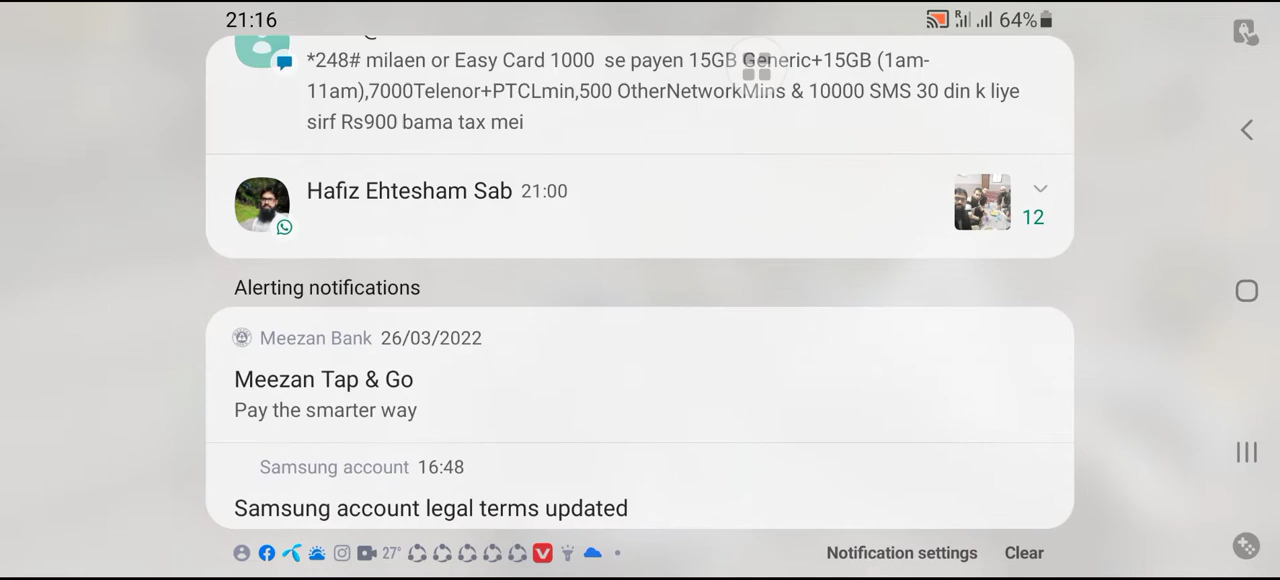 21:16
R 64%
*248# milaen or Easy Card 1000 se payen 15GB Generic+15GB (1am-
11am),7000Telenor+PTCLmin,500 OtherNetworkMins & 10000 SMS 30 din k liye
sirf Rs900 bama tax mei
Hafiz Ehtesham Sab 21:00
12
Alerting notifications
Meezan Bank 26/03/2022
Meezan Tap & Go
Pay the smarter way
Samsung account 16:48
Samsung account legal terms updated
27° Notification settings Clear